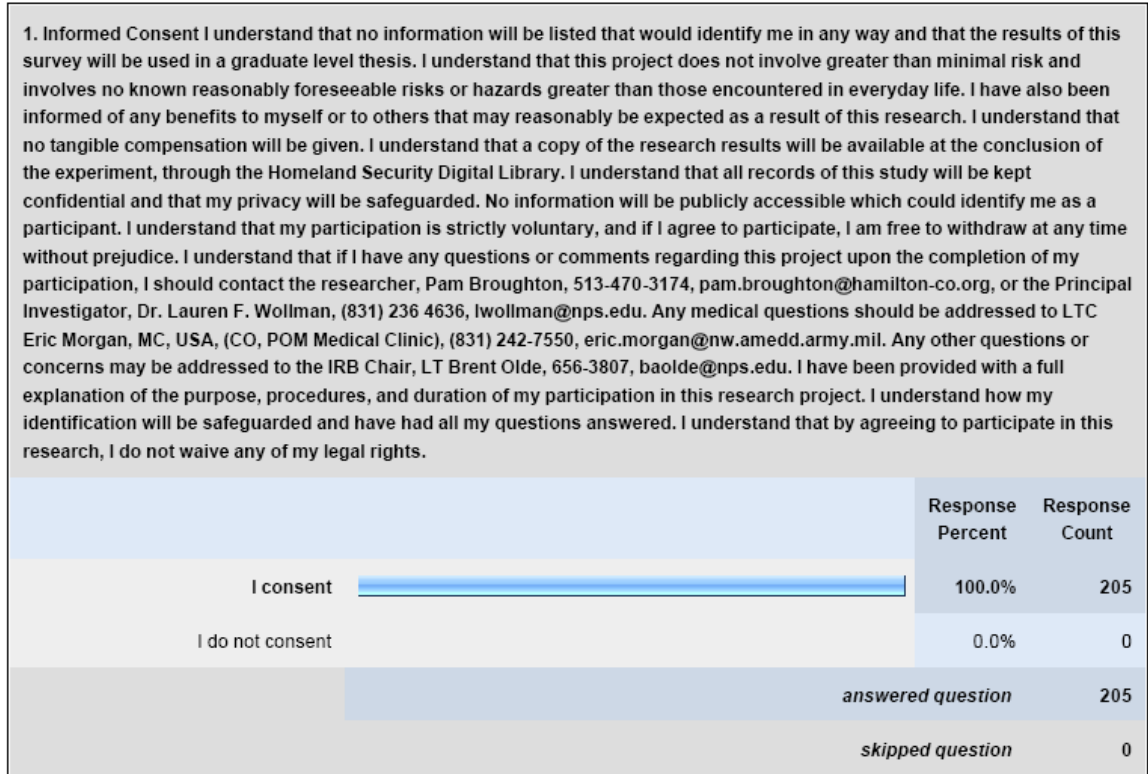 1. Informed Consent I understand that no information will be listed that would identify me in any way and that the results of this
survey will be used in a graduate level thesis. I understand that this project does not involve greater than minimal risk and
involves no known reasonably foreseeable risks or hazards greater than those encountered in everyday life. I have also been
informed of any benefits to myself or to others that may reasonably be expected as a result of this research. I understand that
no tangible compensation will be given. I understand that a copy of the research results will be available at the conclusion of
the experiment, through the Homeland Security Digital Library. I understand that all records of this study will be kept
confidential and that my privacy will be safeguarded. No information will be publicly accessible which could identify me as a
participant. I understand that my participation is strictly voluntary, and if I agree to participate, I am free to withdraw at any time
without prejudice. I understand that if I have any questions or comments regarding this project upon the completion of my
participation, I should contact the researcher, Pam Broughton, 513-470-3174, pam.broughton@hamilton-co.org, or the Principal
Investigator, Dr. Lauren F. Wollman, (831) 236 4636, lwollman@nps.edu. Any medical questions should be addressed to LTC
Eric Morgan, MC, USA, (CO, POM Medical Clinic), (831) 242-7550, eric.morgan@nw.amedd.army.mil. Any other questions or
concerns may be addressed to the IRB Chair, LT Brent Olde, 656-3807, baolde@nps.edu. I have been provided with a full
explanation of the purpose, procedures, and duration of my participation in this research project. I understand how my
identification will be safeguarded and have had all my questions answered. I understand that by agreeing to participate in this
research, I do not waive any of my legal rights.
Response Response
Percent Count
I consent 100.0% 205
I do not consent 0.0% 0
answered question 205
skipped question 0